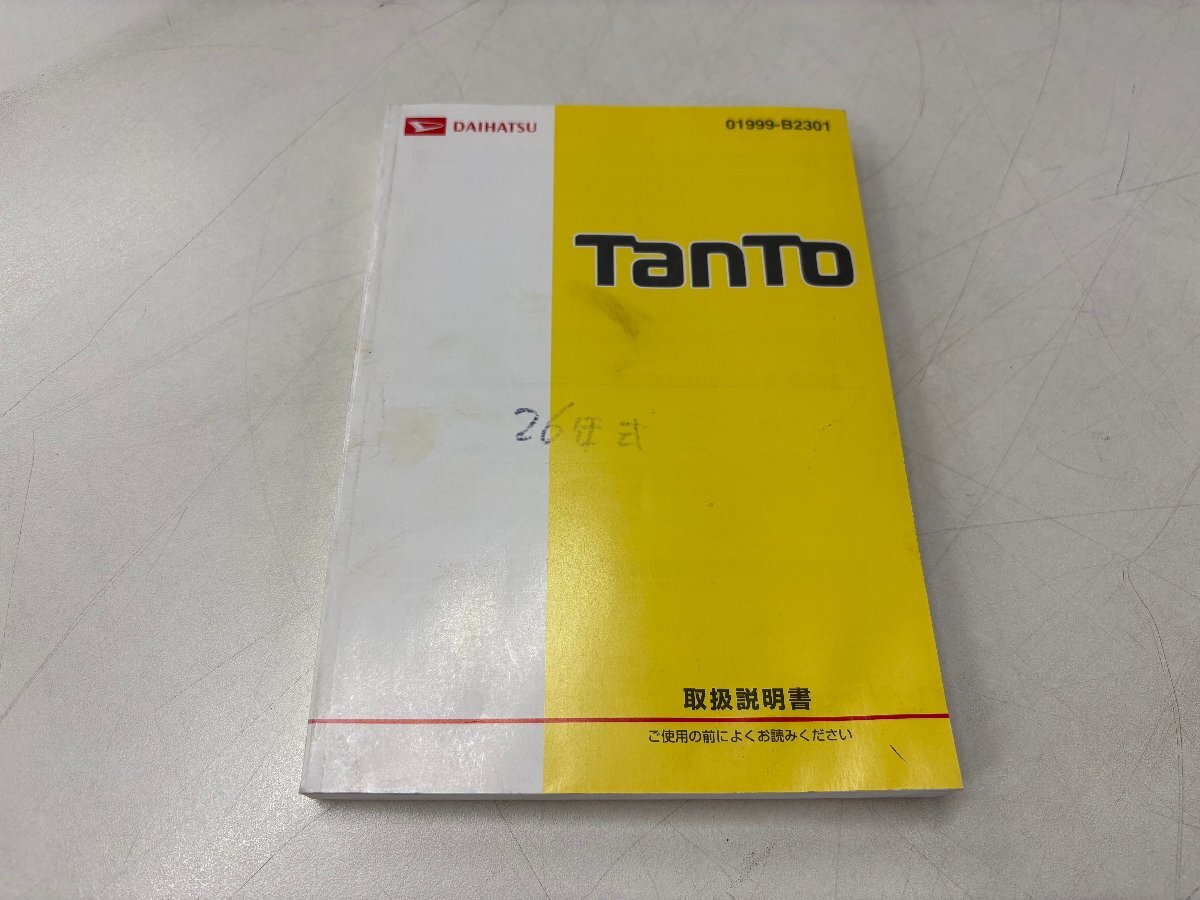 DAIHATSU
01999-B2301
TanTo
26年式
取扱説明書
ご使用の前によくお読みください